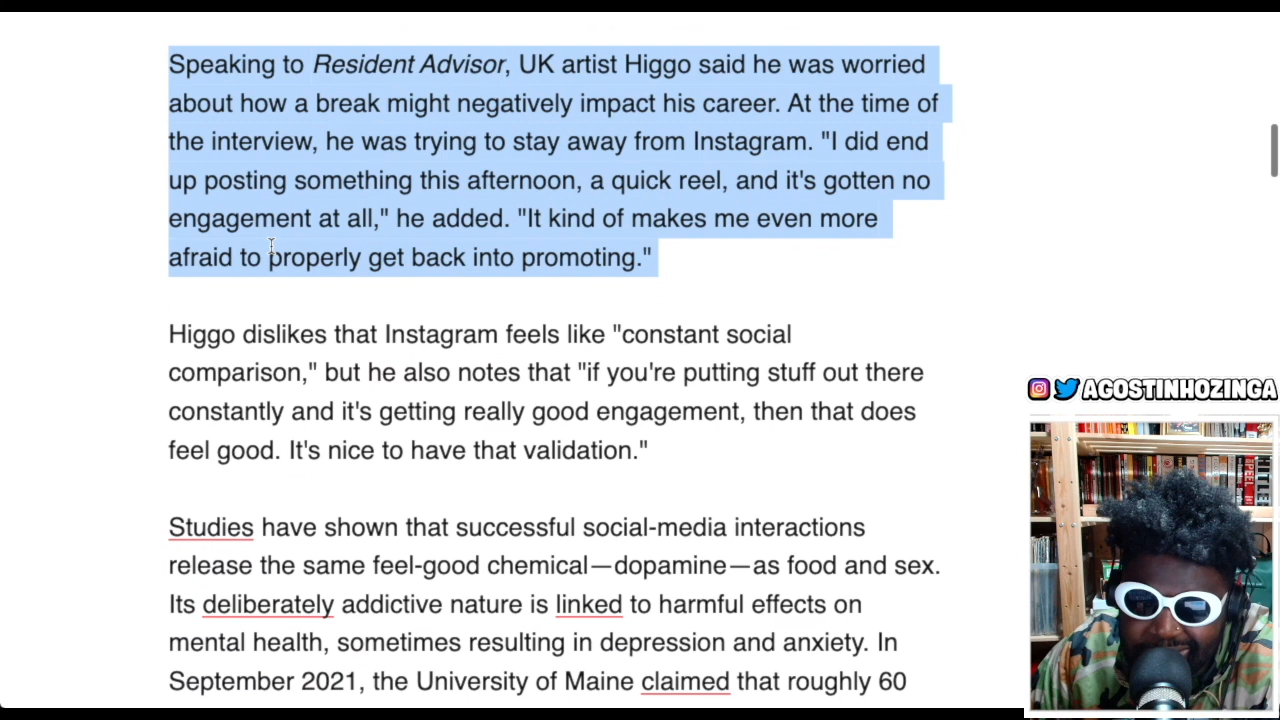 Speaking to Resident Advisor, UK artist Higgo said he was worried
about how a break might negatively impact his career. At the time of
the interview, he was trying to stay away from Instagram. "I did end
up posting something this afternoon, a quick reel, and it's gotten no
engagement at all," he added. "It kind of makes me even more
afraid to properly get back into promoting."
Higgo dislikes that Instagram feels like "constant social
comparison," but he also notes that "if you're putting stuff out there
constantly and it's getting really good engagement, then that does
feel good. It's nice to have that validation."
Studies have shown that successful social-media interactions
release the same feel-good chemical—dopamine—as food and sex.
Its deliberately addictive nature is linked to harmful effects on
mental health, sometimes resulting in depression and anxiety. In
September 2021, the University of Maine claimed that roughly 60
AGOSTINHOZINGA